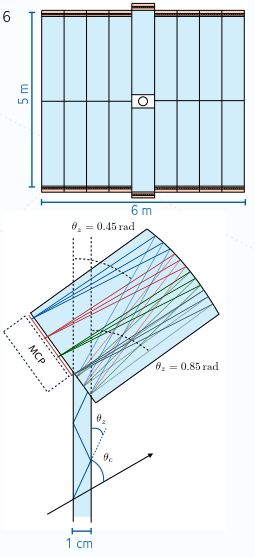 6
5 m
6 m
θz = 0.45 rad
MCP
θz = 0.85 rad
θz
θc
1 cm